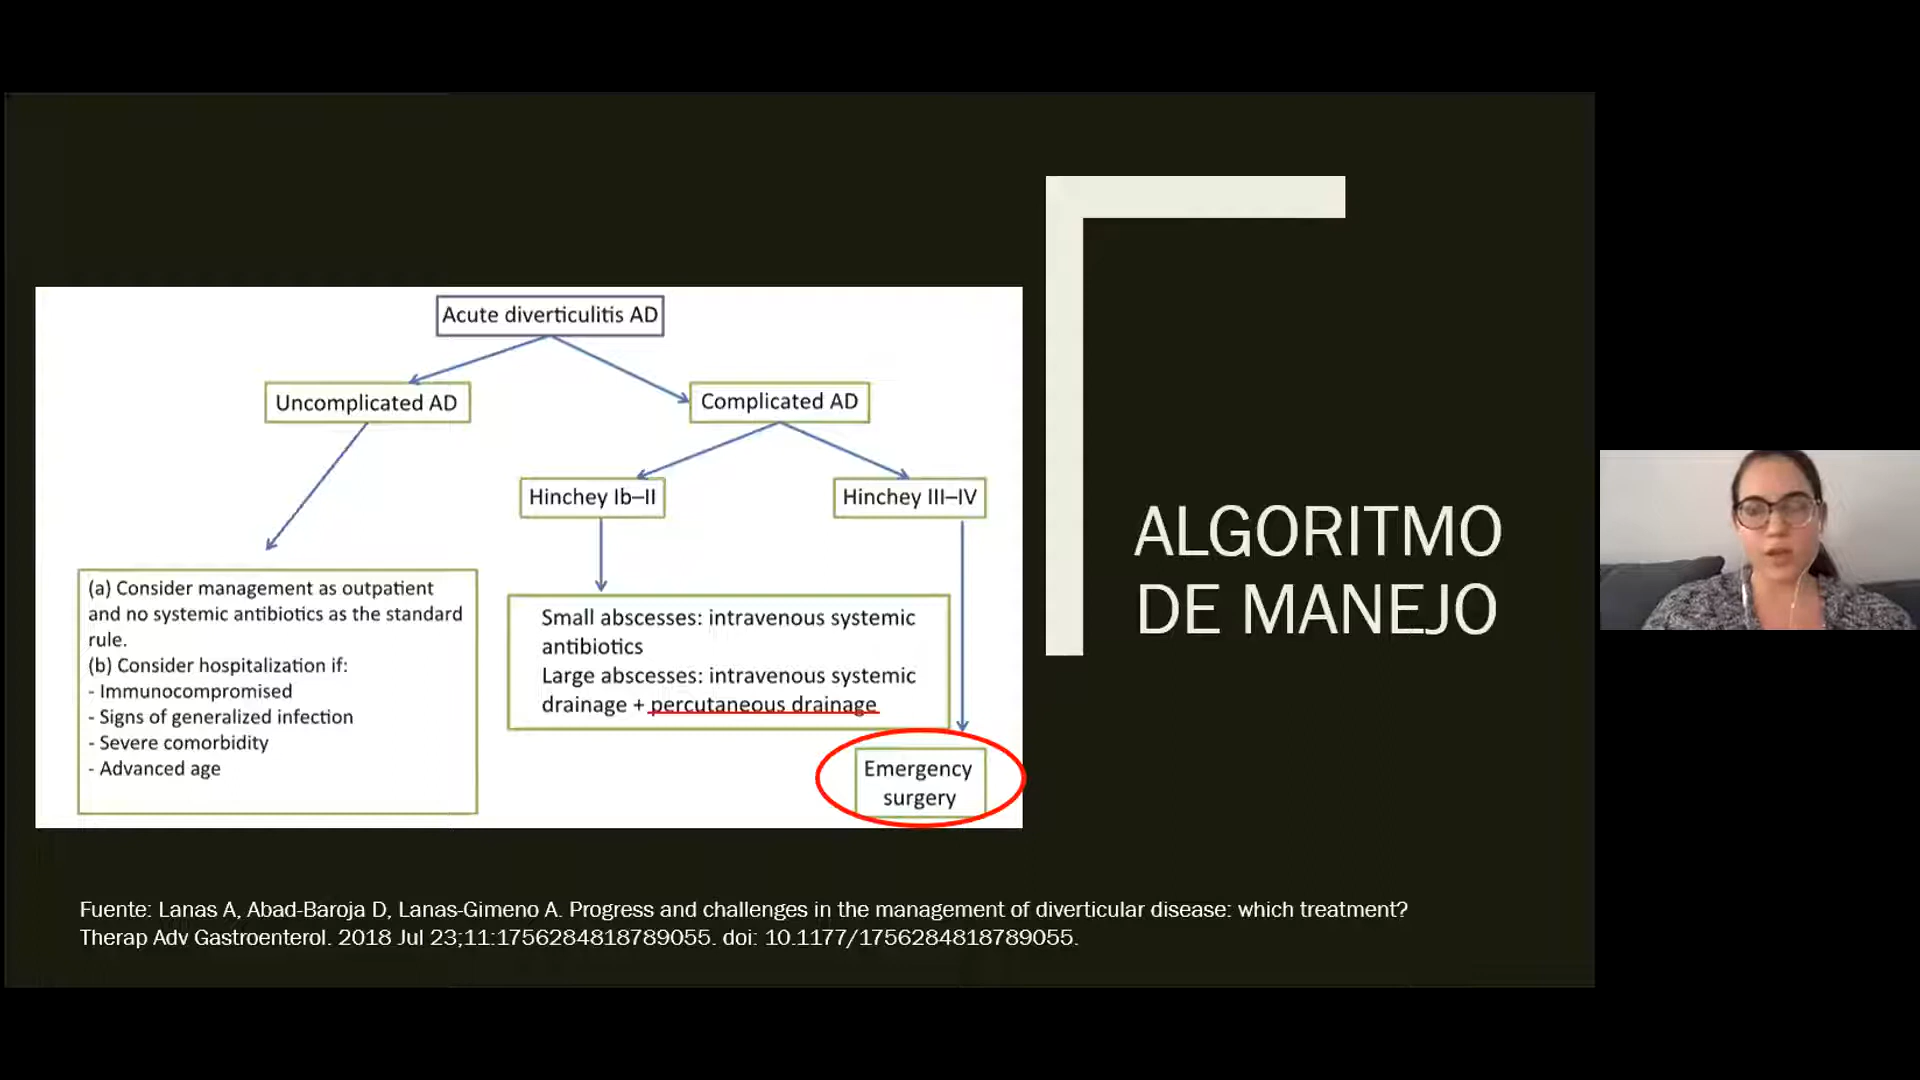 Acute diverticulitis AD
Uncomplicated AD
Complicated AD
Hinchey Ib–II
Hinchey III–IV
(a) Consider management as outpatient
and no systemic antibiotics as the standard
rule.
(b) Consider hospitalization if:
- Immunocompromised
- Signs of generalized infection
- Severe comorbidity
- Advanced age
Small abscesses: intravenous systemic
antibiotics
Large abscesses: intravenous systemic
drainage + percutaneous drainage
Emergency
surgery
ALGORITMO
DE MANEJO
Fuente: Lanas A, Abad-Baroja D, Lanas-Gimeno A. Progress and challenges in the management of diverticular disease: which treatment?
Therap Adv Gastroenterol. 2018 Jul 23;11:1756284818789055. doi: 10.1177/1756284818789055.